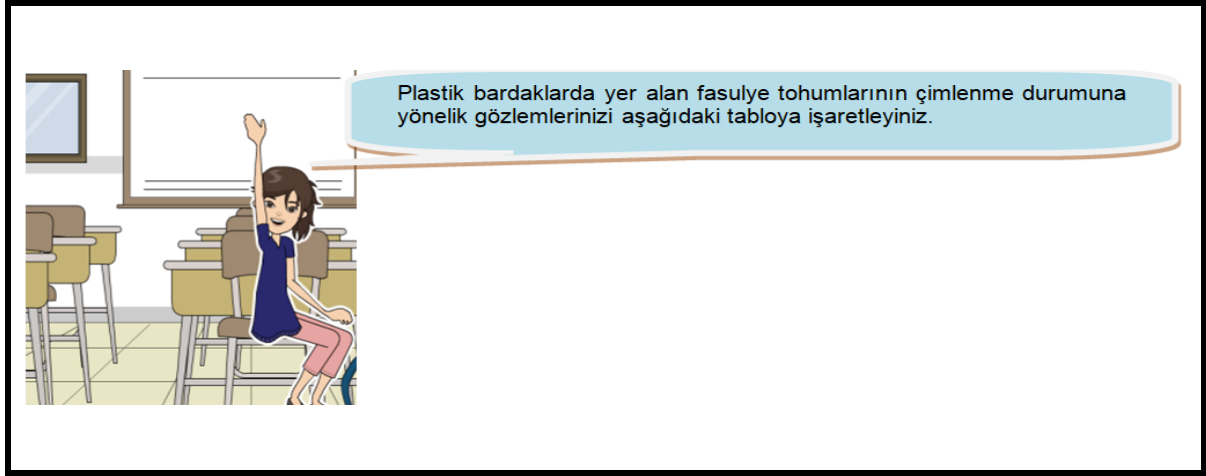 Plastik bardaklarda yer alan fasulye tohumlarının çimlenme durumuna
yönelik gözlemlerinizi aşağıdaki tabloya işaretleyiniz.